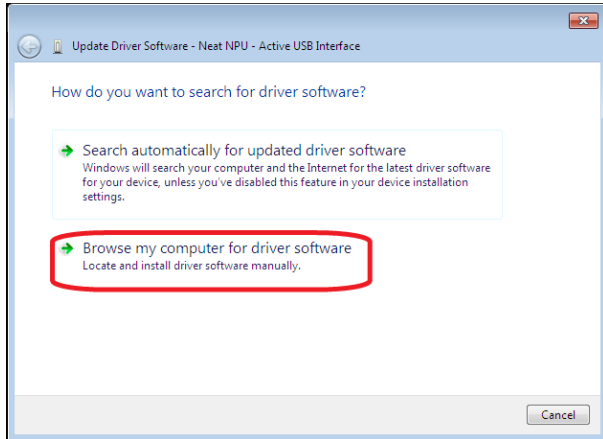 Update Driver Software - Neat NPU - Active USB Interface
How do you want to search for driver software?
Search automatically for updated driver software
Windows will search your computer and the Internet for the latest driver software
for your device, unless you've disabled this feature in your device installation
settings.
Browse my computer for driver software
Locate and install driver software manually.
Cancel